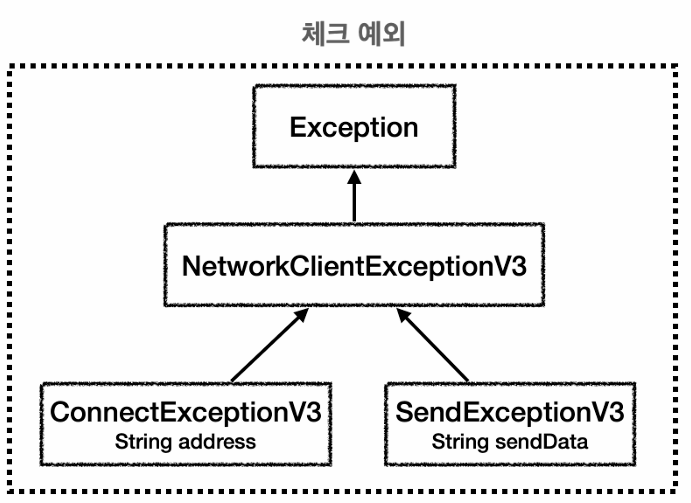 체크 예외
Exception
NetworkClientExceptionV3
ConnectExceptionV3
String address
SendExceptionV3
String sendData